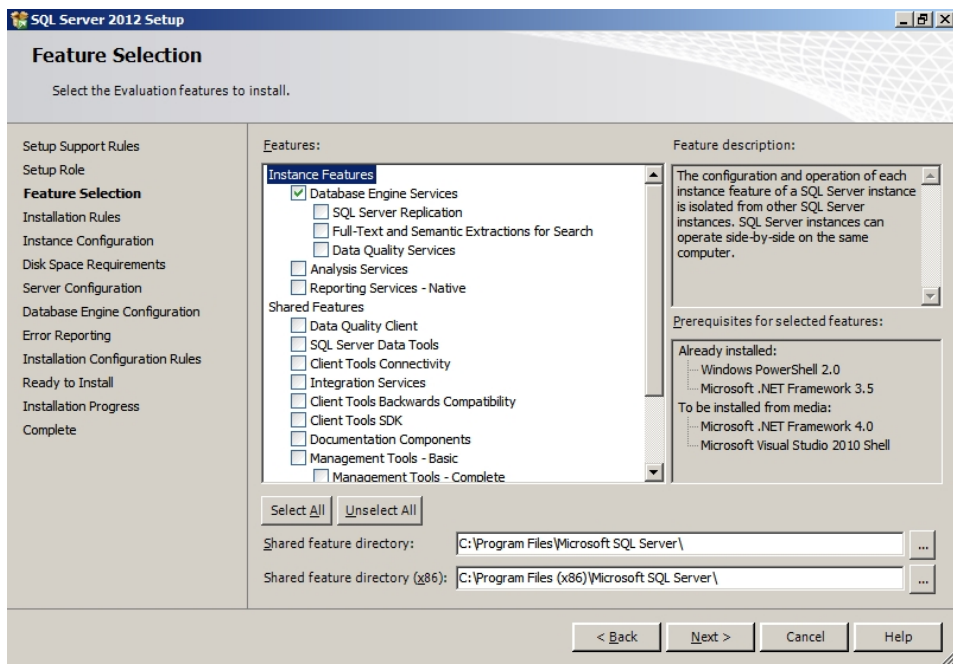 SQL Server 2012 Setup
Feature Selection
Select the Evaluation features to install.
Setup Support Rules
Setup Role
Feature Selection
Installation Rules
Instance Configuration
Disk Space Requirements
Server Configuration
Database Engine Configuration
Error Reporting
Installation Configuration Rules
Ready to Install
Installation Progress
Complete
Features:
Instance Features
Database Engine Services
SQL Server Replication
Full-Text and Semantic Extractions for Search
Data Quality Services
Analysis Services
Reporting Services - Native
Shared Features
Data Quality Client
SQL Server Data Tools
Client Tools Connectivity
Integration Services
Client Tools Backwards Compatibility
Client Tools SDK
Documentation Components
Management Tools - Basic
Management Tools - Complete
Feature description:
The configuration and operation of each
instance feature of a SQL Server instance
is isolated from other SQL Server
instances. SQL Server instances can
operate side-by-side on the same
computer.
Prerequisites for selected features:
Already installed:
Windows PowerShell 2.0
Microsoft .NET Framework 3.5
To be installed from media:
Microsoft .NET Framework 4.0
Microsoft Visual Studio 2010 Shell
Select All
Unselect All
Shared feature directory:
C:\Program Files\Microsoft SQL Server\
...
Shared feature directory (x86):
C:\Program Files (x86)\Microsoft SQL Server\
...
< Back
Next >
Cancel
Help